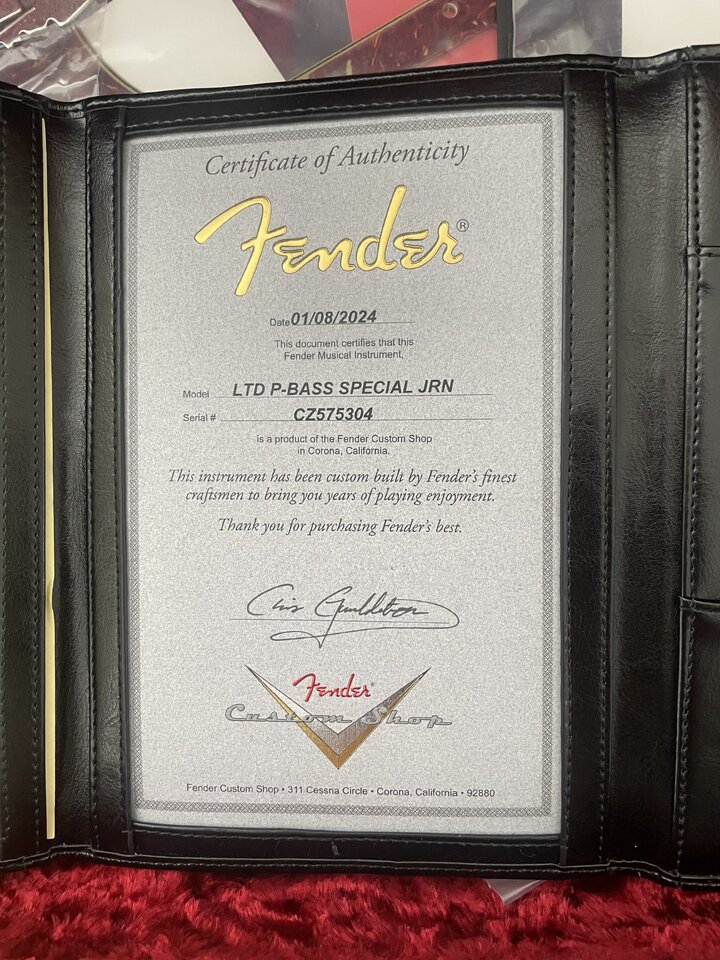 Certificate of Authenticity
Fender®
Date 01/08/2024
This document certifies that this
Fender Musical Instrument,
Model LTD P-BASS SPECIAL JRN
Serial # CZ575304
is a product of the Fender Custom Shop
in Corona, California.
This instrument has been custom built by Fender's finest
craftsmen to bring you years of playing enjoyment.
Thank you for purchasing Fender's best.
Fender®
Custom Shop
Fender Custom Shop • 311 Cessna Circle • Corona, California • 92880